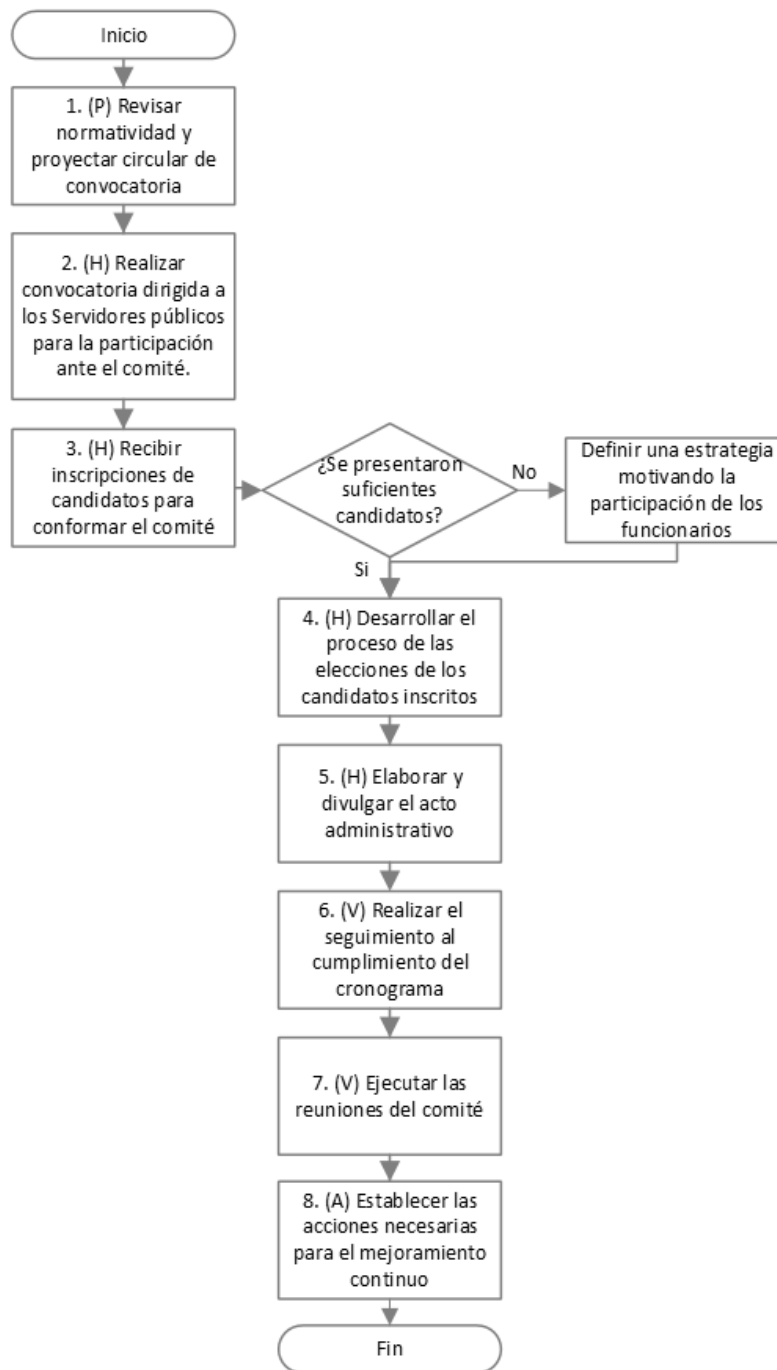 Inicio
1. (P) Revisar
normatividad y
proyectar circular de
convocatoria
2. (H) Realizar
convocatoria dirigida a
los Servidores públicos
para la participación
ante el comité.
3. (H) Recibir
inscripciones de
candidatos para
conformar el comité
¿Se presentaron
suficientes
candidatos?
No
Definir una estrategia
motivando la
participación de los
funcionarios
Si
4. (H) Desarrollar el
proceso de las
elecciones de los
candidatos inscritos
5. (H) Elaborar y
divulgar el acto
administrativo
6. (V) Realizar el
seguimiento al
cumplimiento del
cronograma
7. (V) Ejecutar las
reuniones del comité
8. (A) Establecer las
acciones necesarias
para el mejoramiento
continuo
Fin